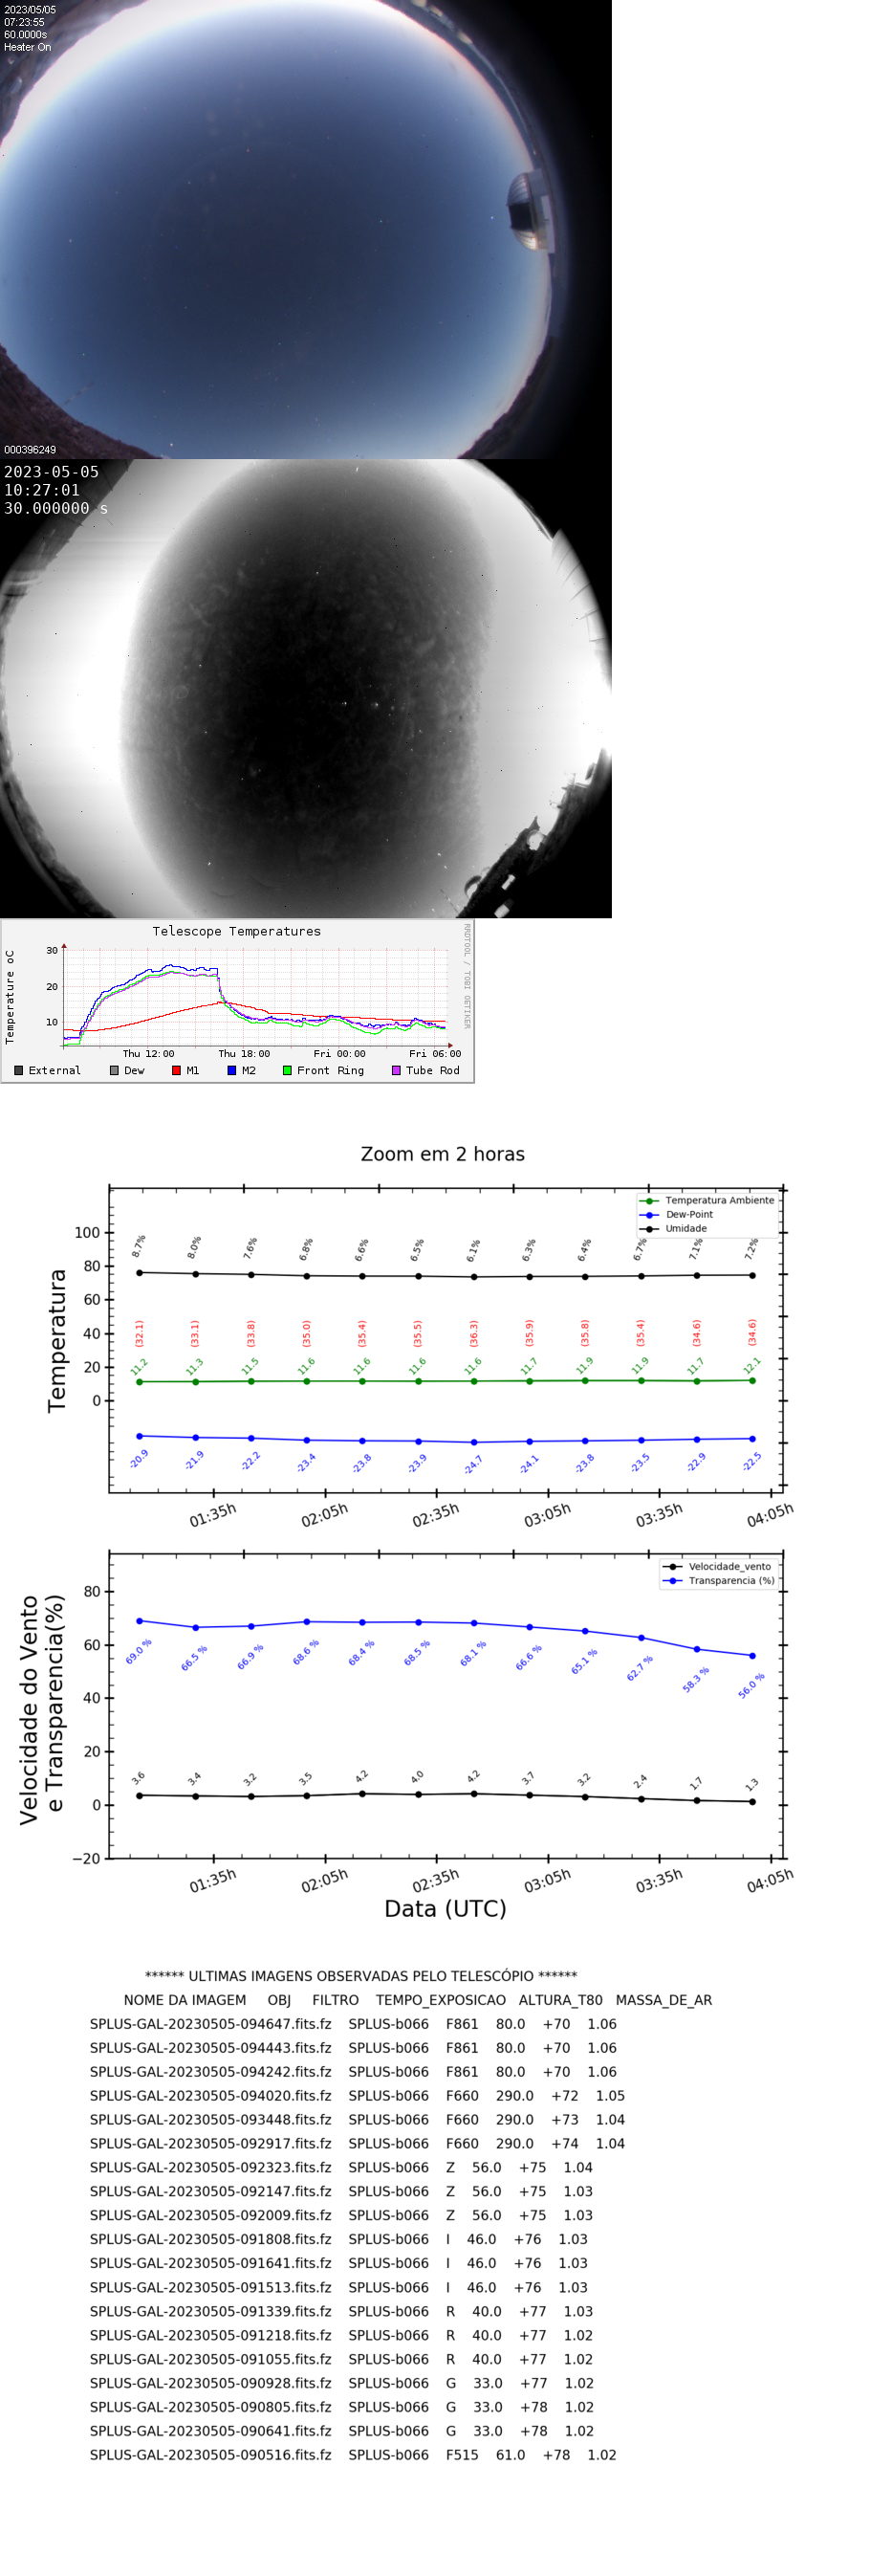 2023/05/05
07:23:55
60.0000s
Heater On
000396249
2023-05-05
10:27:01
30.000000 s
Telescope Temperatures
RRDTOOL / TOBI OETIKER
Temperature oC
30
20
10
Thu 12:00 Thu 18:00 Fri 00:00 Fri 06:00
External Dew M1 M2 Front Ring Tube Rod
Zoom em 2 horas
Temperatura Ambiente
Dew-Point
Umidade
Temperatura
100
80
60
40
20
0
8.7% 8.0% 7.6% 6.8% 6.6% 6.5% 6.1% 6.3% 6.4% 6.7% 7.1% 7.2%
(32.1) (33.1) (33.8) (35.0) (35.4) (35.5) (36.3) (35.9) (35.8) (35.4) (34.6) (34.6)
11.2 11.3 11.5 11.6 11.6 11.6 11.6 11.7 11.9 11.9 11.7 12.1
-20.9 -21.9 -22.2 -23.4 -23.8 -23.9 -24.7 -24.1 -23.8 -23.5 -22.9 -22.5
01:35h 02:05h 02:35h 03:05h 03:35h 04:05h
Velocidade_vento
Transparencia (%)
Velocidade do Vento
e Transparencia(%)
80
60
40
20
0
−20
69.0 % 66.5 % 66.9 % 68.6 % 68.4 % 68.5 % 68.1 % 66.6 % 65.1 % 62.7 % 58.3 % 56.0 %
3.6 3.4 3.2 3.5 4.2 4.0 4.2 3.7 3.2 2.4 1.7 1.3
01:35h 02:05h 02:35h 03:05h 03:35h 04:05h
Data (UTC)
****** ULTIMAS IMAGENS OBSERVADAS PELO TELESCÓPIO ******
NOME DA IMAGEM OBJ FILTRO TEMPO_EXPOSICAO ALTURA_T80 MASSA_DE_AR
SPLUS-GAL-20230505-094647.fits.fz SPLUS-b066 F861 80.0 +70 1.06
SPLUS-GAL-20230505-094443.fits.fz SPLUS-b066 F861 80.0 +70 1.06
SPLUS-GAL-20230505-094242.fits.fz SPLUS-b066 F861 80.0 +70 1.06
SPLUS-GAL-20230505-094020.fits.fz SPLUS-b066 F660 290.0 +72 1.05
SPLUS-GAL-20230505-093448.fits.fz SPLUS-b066 F660 290.0 +73 1.04
SPLUS-GAL-20230505-092917.fits.fz SPLUS-b066 F660 290.0 +74 1.04
SPLUS-GAL-20230505-092323.fits.fz SPLUS-b066 Z 56.0 +75 1.04
SPLUS-GAL-20230505-092147.fits.fz SPLUS-b066 Z 56.0 +75 1.03
SPLUS-GAL-20230505-092009.fits.fz SPLUS-b066 Z 56.0 +75 1.03
SPLUS-GAL-20230505-091808.fits.fz SPLUS-b066 I 46.0 +76 1.03
SPLUS-GAL-20230505-091641.fits.fz SPLUS-b066 I 46.0 +76 1.03
SPLUS-GAL-20230505-091513.fits.fz SPLUS-b066 I 46.0 +76 1.03
SPLUS-GAL-20230505-091339.fits.fz SPLUS-b066 R 40.0 +77 1.03
SPLUS-GAL-20230505-091218.fits.fz SPLUS-b066 R 40.0 +77 1.02
SPLUS-GAL-20230505-091055.fits.fz SPLUS-b066 R 40.0 +77 1.02
SPLUS-GAL-20230505-090928.fits.fz SPLUS-b066 G 33.0 +77 1.02
SPLUS-GAL-20230505-090805.fits.fz SPLUS-b066 G 33.0 +78 1.02
SPLUS-GAL-20230505-090641.fits.fz SPLUS-b066 G 33.0 +78 1.02
SPLUS-GAL-20230505-090516.fits.fz SPLUS-b066 F515 61.0 +78 1.02